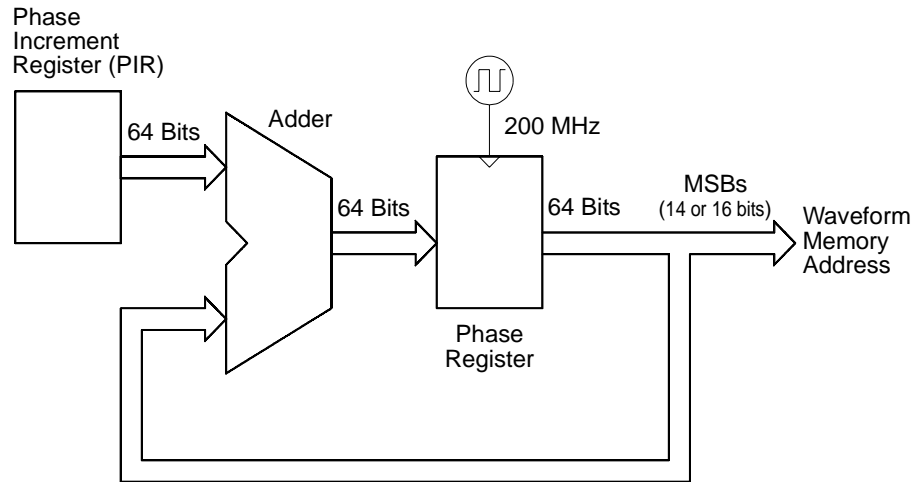 Phase
Increment
Register (PIR)
64 Bits
Adder
64 Bits
200 MHz
64 Bits
MSBs
(14 or 16 bits)
Waveform
Memory
Address
Phase
Register